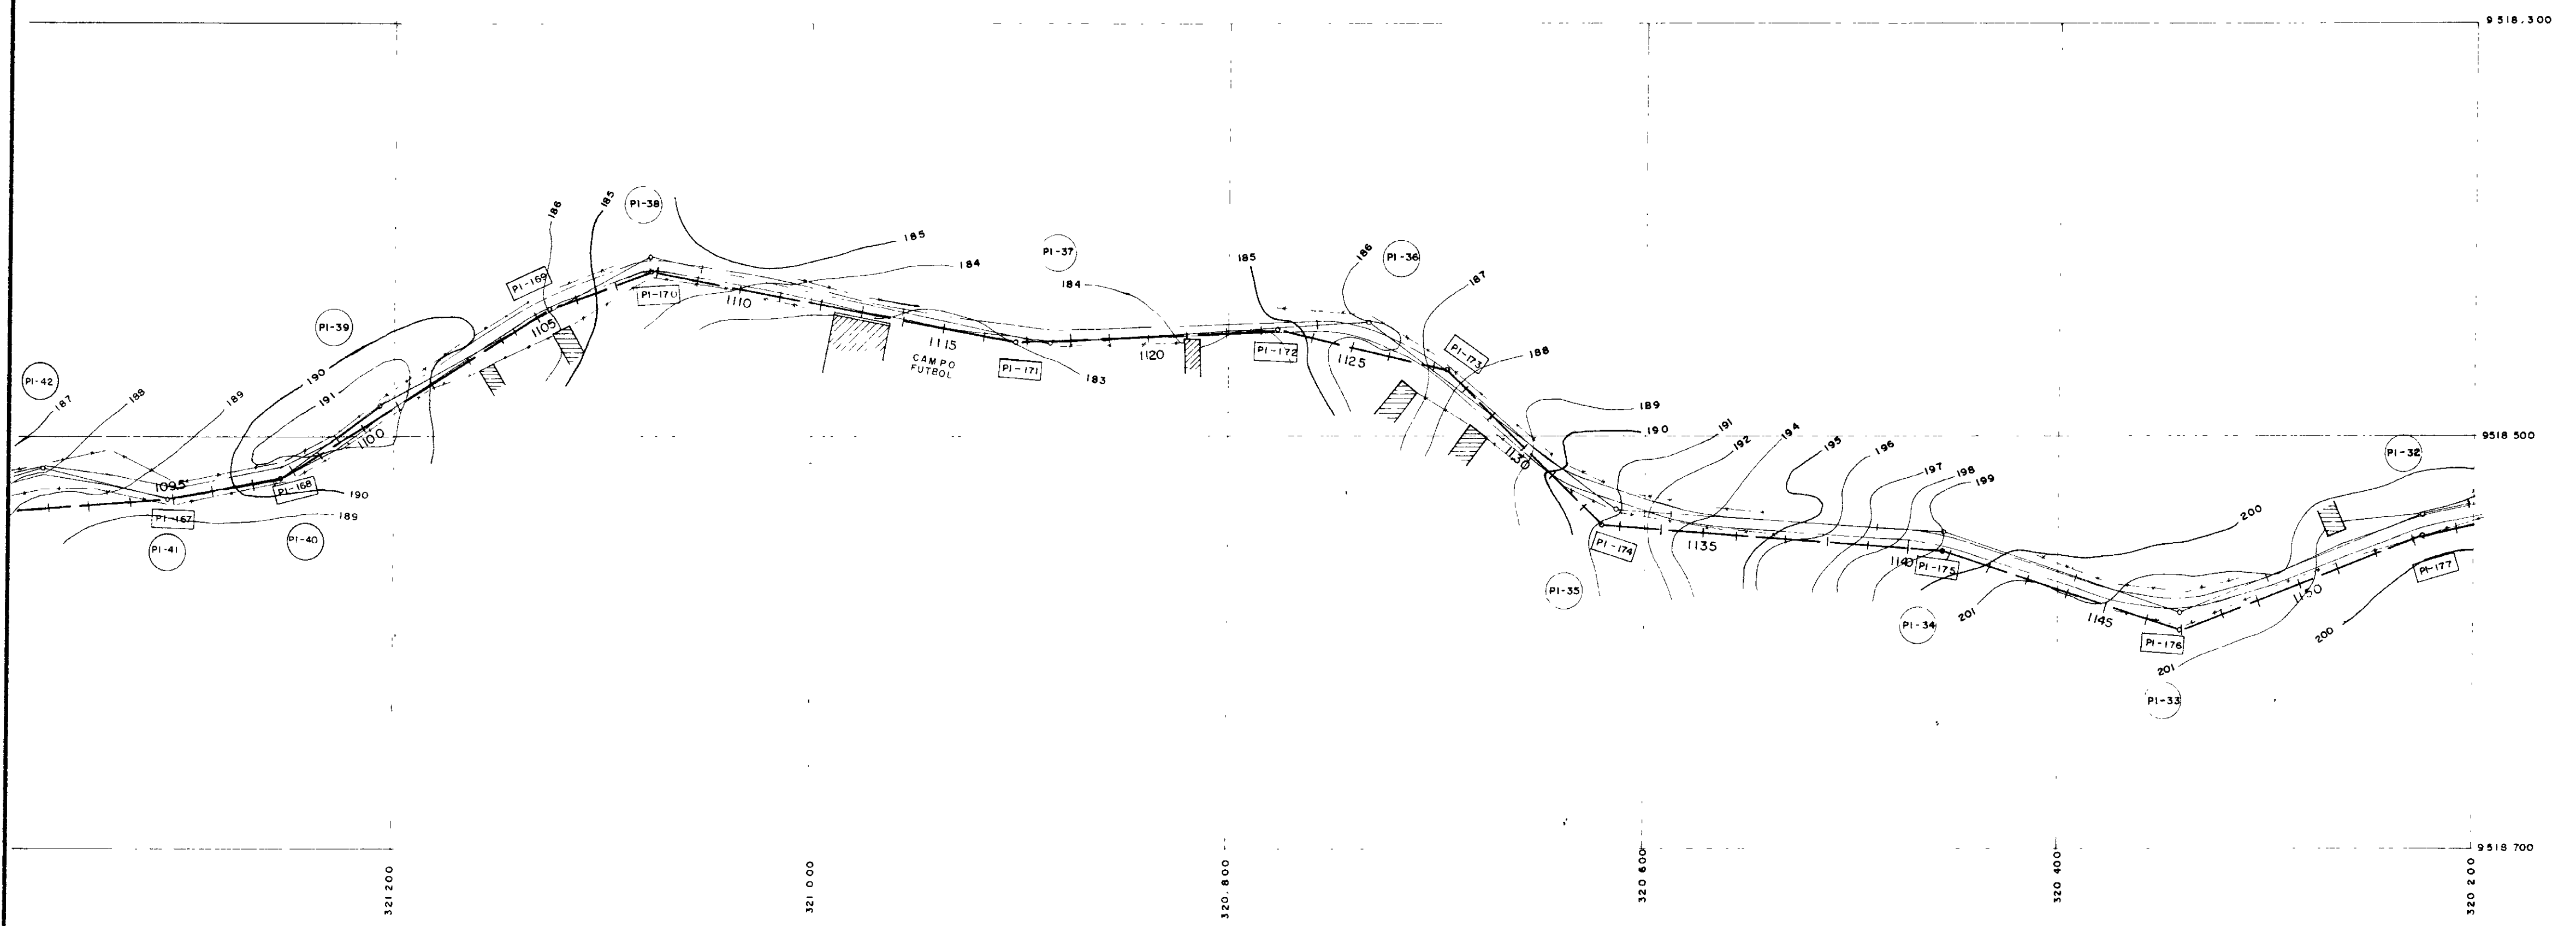 9 518.300
PI-38
186
185
185
PI-37
184
PI-36
186
185
187
184
PI-169
PI-170
1110
PI-39
1105
1115
CAMPO
FUTBOL
PI-171
183
1120
PI-172
1125
PI-173
188
PI-42
187
188
189
190
191
1100
189
190
191
192
194
195
196
197
198
199
9518 500
PI-32
1095
PI-168
190
189
PI-167
PI-41
PI-40
1130
PI-174
1135
PI-35
1140
PI-175
PI-34
200
201
1145
PI-176
1150
PI-177
200
201
PI-33
9518 700
321 200
321 000
320.800
320 600
320 400
320 200